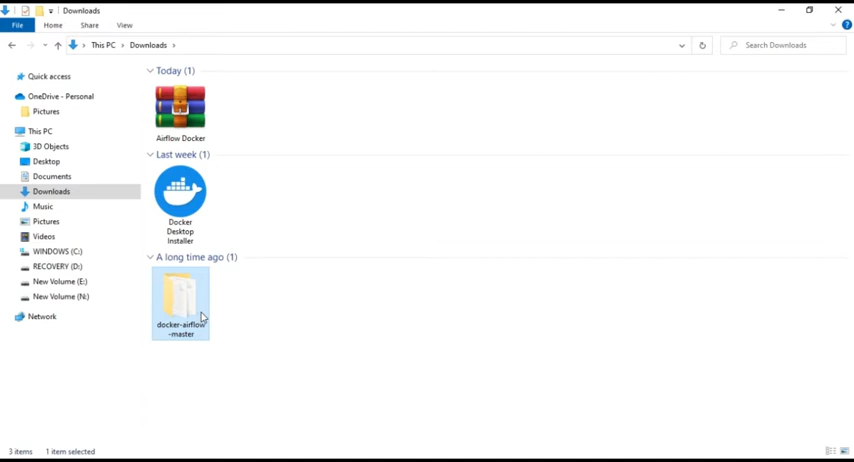 Downloads
File
Home
Share
View
This PC
Downloads
Search Downloads
Quick access
OneDrive - Personal
Pictures
This PC
3D Objects
Desktop
Documents
Downloads
Music
Pictures
Videos
WINDOWS (C:)
RECOVERY (D:)
New Volume (E:)
New Volume (N:)
Network
Today (1)
Airflow Docker
Last week (1)
Docker
Desktop
Installer
A long time ago (1)
docker-airflow
-master
3 items
1 item selected